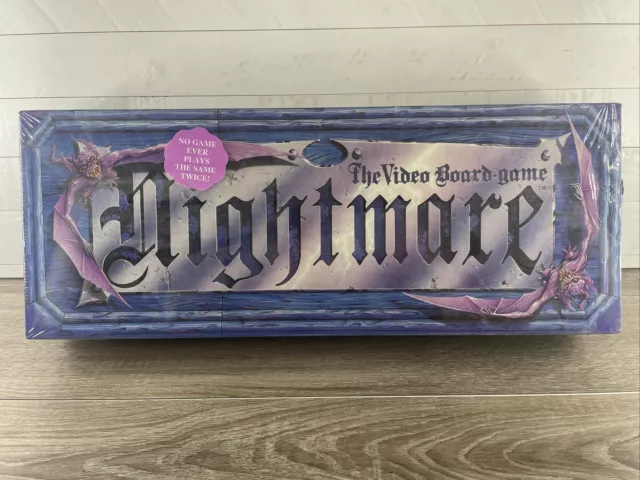 NO GAME
EVER
PLAYS
THE SAME
TWICE!
The Video Board-game
Nightmare